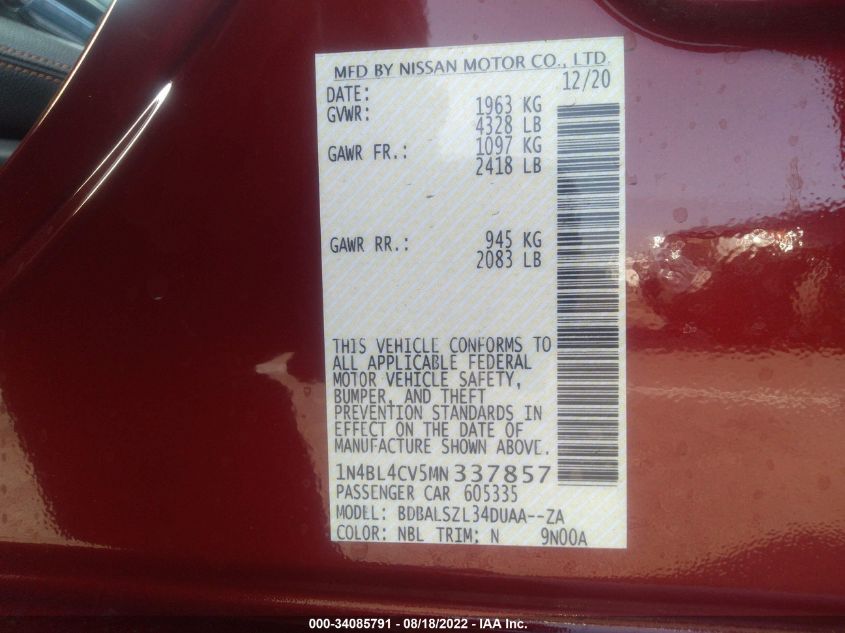 MFD BY NISSAN MOTOR CO., LTD.
DATE: 12/20
GVWR: 1963 KG
4328 LB
GAWR FR.: 1097 KG
2418 LB
GAWR RR.: 945 KG
2083 LB
THIS VEHICLE CONFORMS TO
ALL APPLICABLE FEDERAL
MOTOR VEHICLE SAFETY,
BUMPER, AND THEFT
PREVENTION STANDARDS IN
EFFECT ON THE DATE OF
MANUFACTURE SHOWN ABOVE.
1N4BL4CV5MN337857
PASSENGER CAR 605335
MODEL: BDBALSZL34DUAA--ZA
COLOR: NBL TRIM: N 9N00A
000-34085791 - 08/18/2022 - IAA Inc.